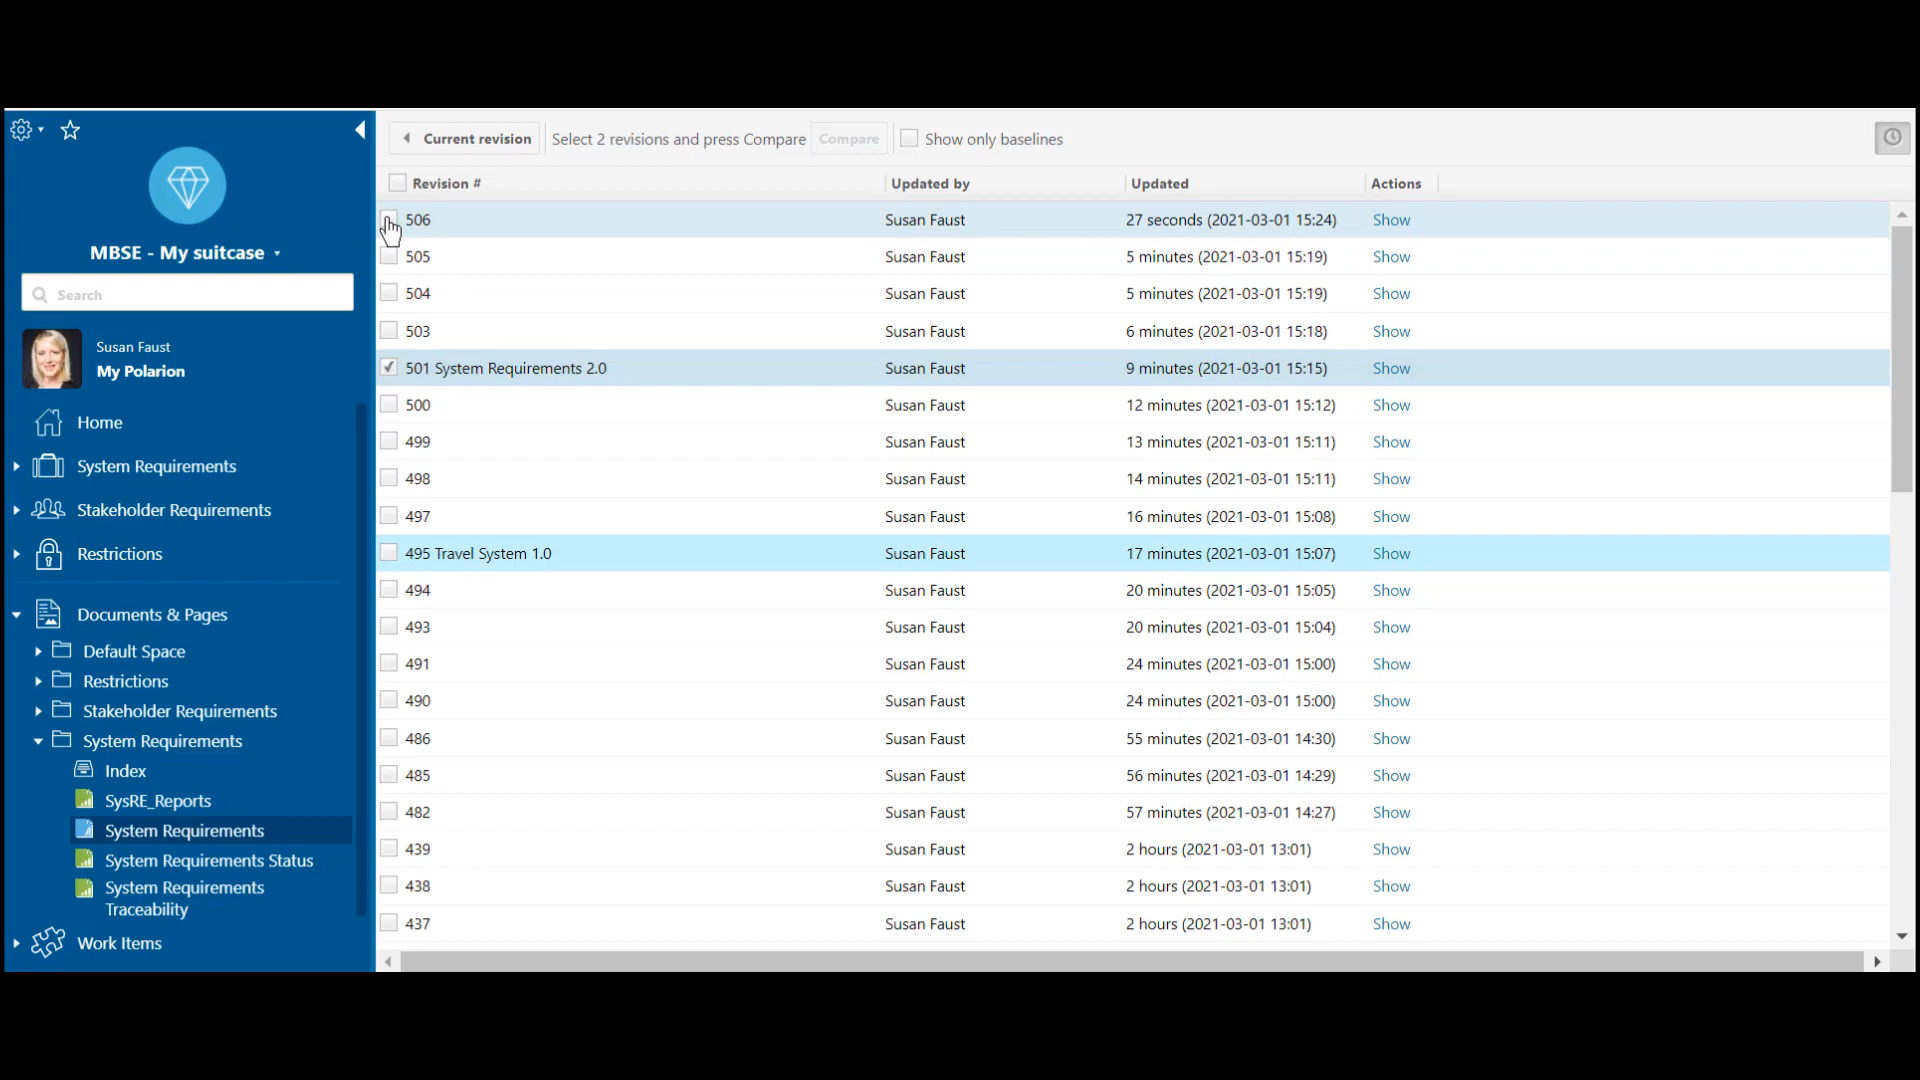 MBSE - My suitcase
Search
Susan Faust
My Polarion
Home
System Requirements
Stakeholder Requirements
Restrictions
Documents & Pages
Default Space
Restrictions
Stakeholder Requirements
System Requirements
Index
SysRE_Reports
System Requirements
System Requirements Status
System Requirements
Traceability
Work Items
Current revision Select 2 revisions and press Compare Compare Show only baselines
Revision # Updated by Updated Actions
506 Susan Faust 27 seconds (2021-03-01 15:24) Show
505 Susan Faust 5 minutes (2021-03-01 15:19) Show
504 Susan Faust 5 minutes (2021-03-01 15:19) Show
503 Susan Faust 6 minutes (2021-03-01 15:18) Show
501 System Requirements 2.0 Susan Faust 9 minutes (2021-03-01 15:15) Show
500 Susan Faust 12 minutes (2021-03-01 15:12) Show
499 Susan Faust 13 minutes (2021-03-01 15:11) Show
498 Susan Faust 14 minutes (2021-03-01 15:11) Show
497 Susan Faust 16 minutes (2021-03-01 15:08) Show
495 Travel System 1.0 Susan Faust 17 minutes (2021-03-01 15:07) Show
494 Susan Faust 20 minutes (2021-03-01 15:05) Show
493 Susan Faust 20 minutes (2021-03-01 15:04) Show
491 Susan Faust 24 minutes (2021-03-01 15:00) Show
490 Susan Faust 24 minutes (2021-03-01 15:00) Show
486 Susan Faust 55 minutes (2021-03-01 14:30) Show
485 Susan Faust 56 minutes (2021-03-01 14:29) Show
482 Susan Faust 57 minutes (2021-03-01 14:27) Show
439 Susan Faust 2 hours (2021-03-01 13:01) Show
438 Susan Faust 2 hours (2021-03-01 13:01) Show
437 Susan Faust 2 hours (2021-03-01 13:01) Show